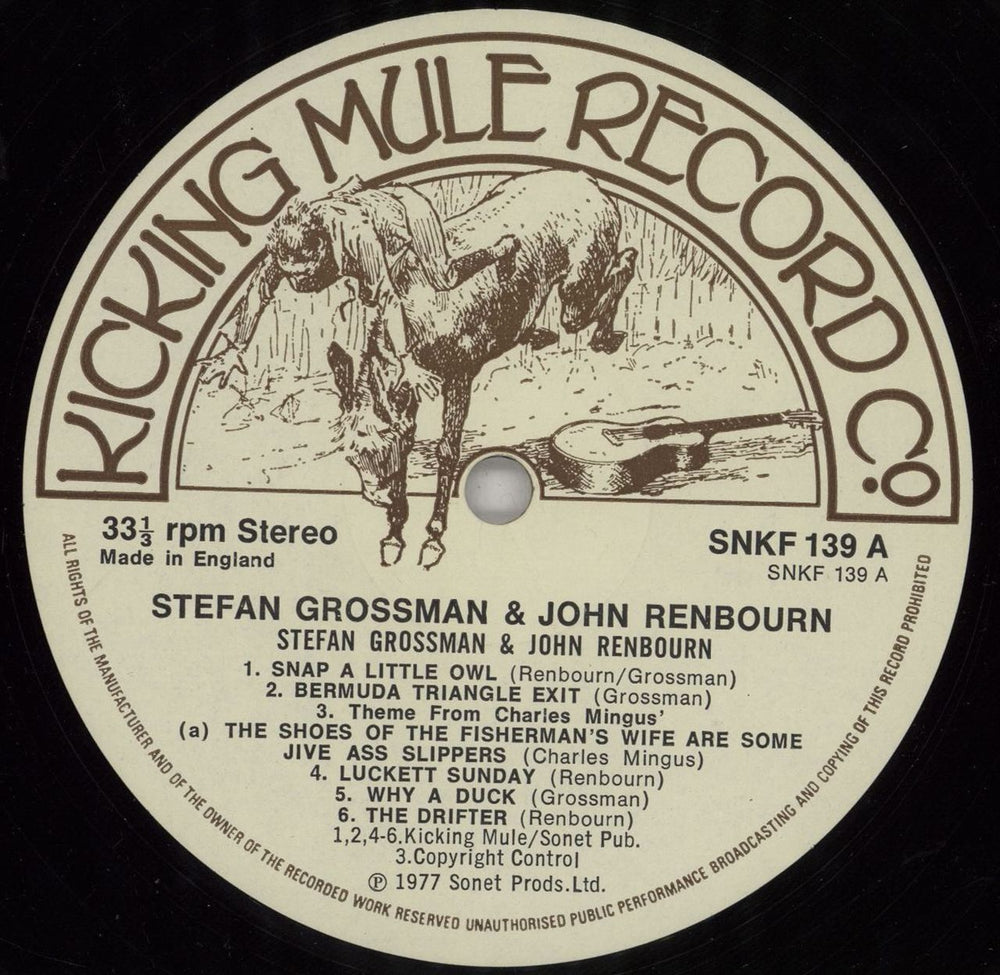 KICKING MULE RECORD CO.
33⅓ rpm Stereo
Made in England
SNKF 139 A
SNKF 139 A
STEFAN GROSSMAN & JOHN RENBOURN
STEFAN GROSSMAN & JOHN RENBOURN
1. SNAP A LITTLE OWL (Renbourn/Grossman)
2. BERMUDA TRIANGLE EXIT (Grossman)
3. Theme From Charles Mingus'
(a) THE SHOES OF THE FISHERMAN'S WIFE ARE SOME
JIVE ASS SLIPPERS (Charles Mingus)
4. LUCKETT SUNDAY (Renbourn)
5. WHY A DUCK (Grossman)
6. THE DRIFTER (Renbourn)
1,2,4-6.Kicking Mule/Sonet Pub.
3.Copyright Control
℗ 1977 Sonet Prods.Ltd.
ALL RIGHTS OF THE MANUFACTURER AND OF THE OWNER OF THE RECORDED WORK RESERVED UNAUTHORISED PUBLIC PERFORMANCE BROADCASTING AND COPYING OF THIS RECORD PROHIBITED